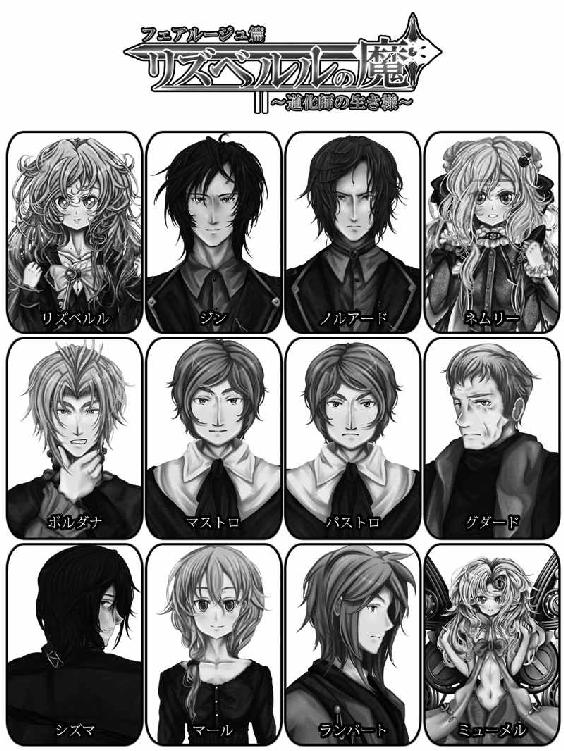 フェアルージュ篇
リズベルルの魔
～道化師の生き様～
リズベルル
ジン
ノルアード
ネムリー
ボルダナ
マストロ
パストロ
グダード
シズマ
マール
ランバート
ミューメル